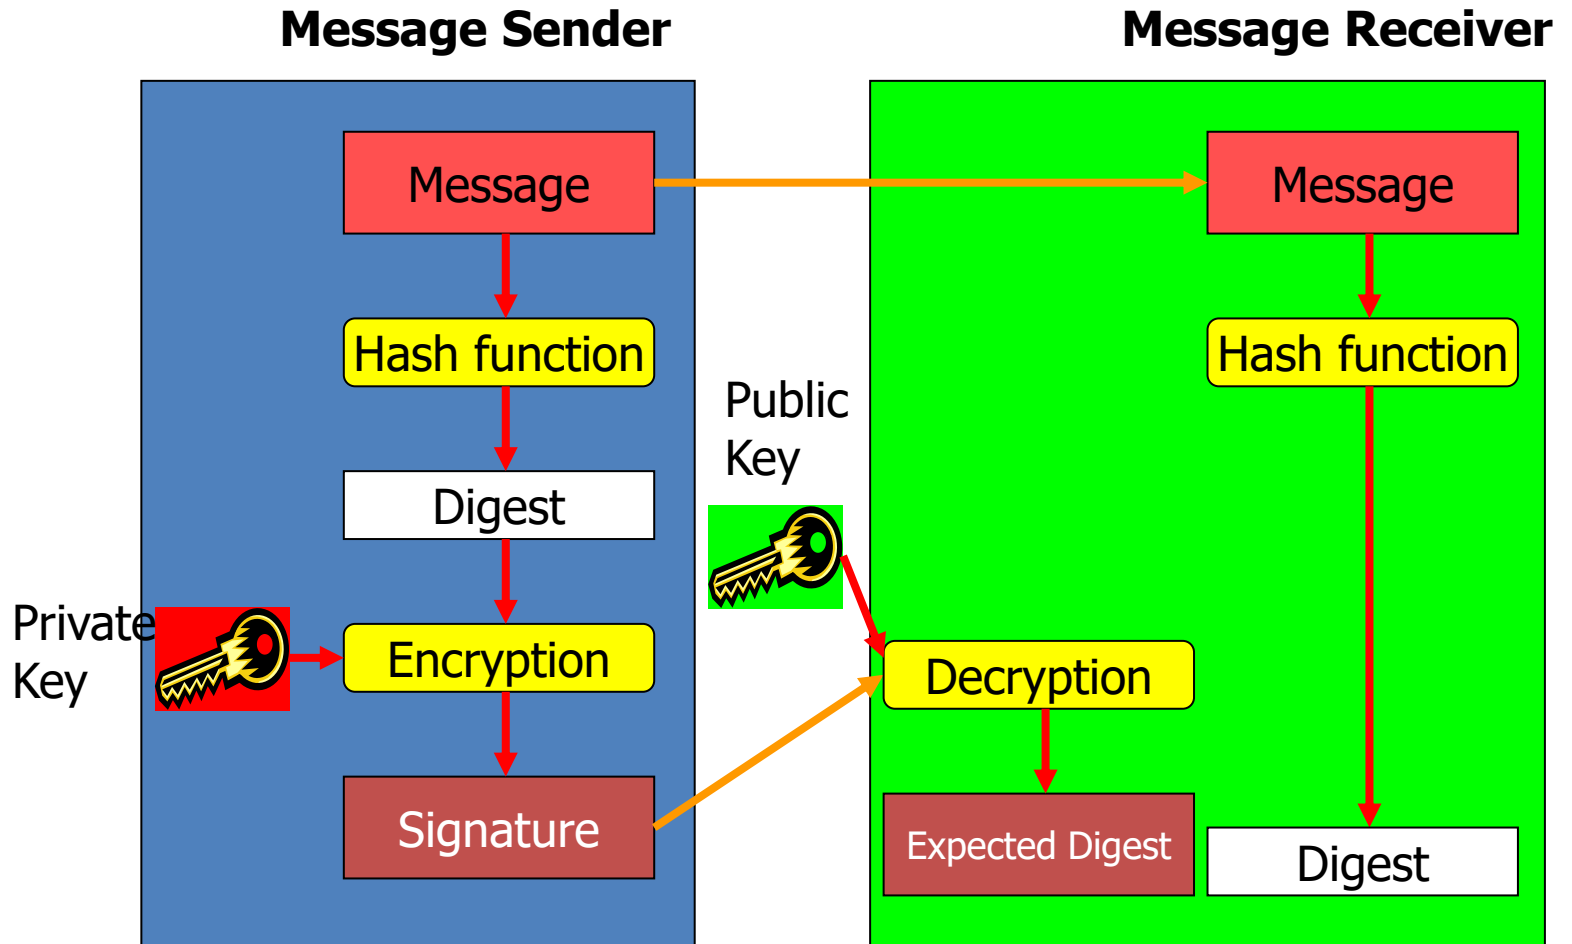 Message Sender
Message Receiver
Message
Message
Hash function
Hash function
Public
Key
Digest
Private
Key
Encryption
Decryption
Signature
Expected Digest
Digest